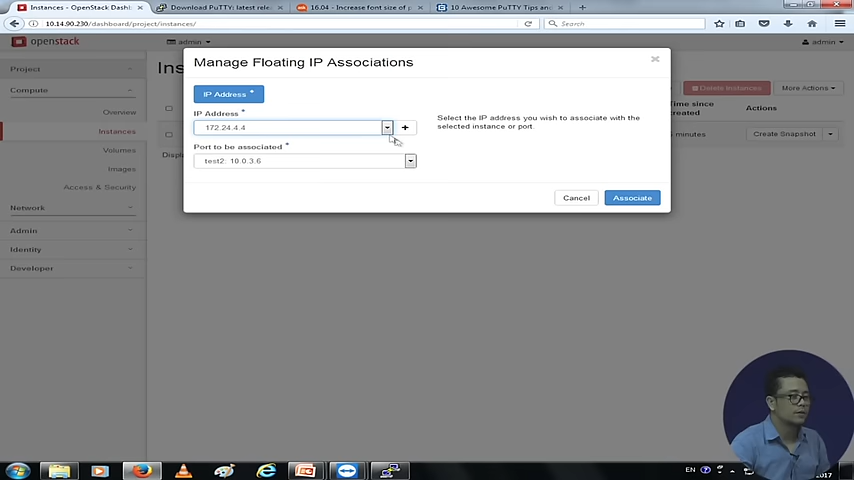 Instances - OpenStack Dash
Download PuTTY: latest relea
16.04 - Increase font size of p
10 Awesome PuTTY Tips and
10.14.90.230/dashboard/project/instances/
Search
openstack
admin
admin
Project
Compute
Overview
Instances
Volumes
Images
Access & Security
Network
Admin
Identity
Developer
Ins
Delete Instances
More Actions
Time since
created
Actions
minutes
Create Snapshot
Displ
Manage Floating IP Associations
IP Address *
IP Address *
172.24.4.4
Select the IP address you wish to associate with the
selected instance or port.
Port to be associated *
test2: 10.0.3.6
Cancel
Associate
EN
2017